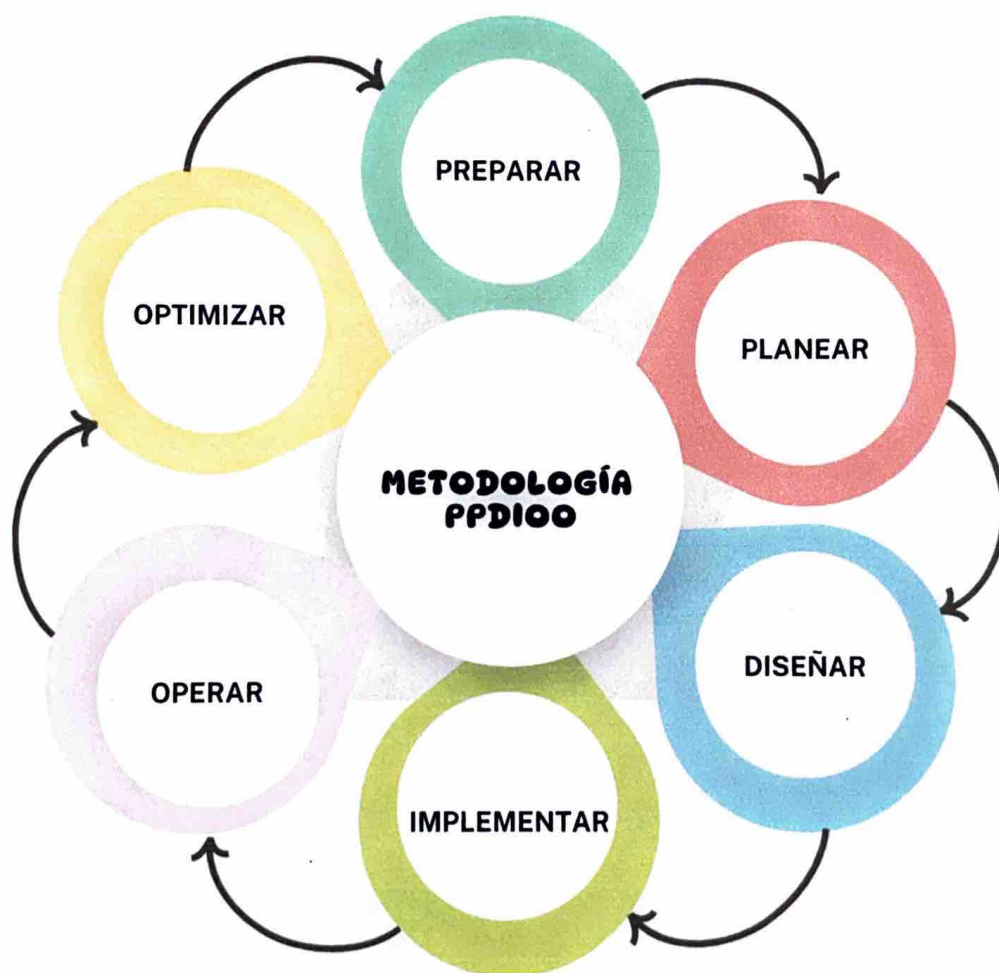 PREPARAR
PLANEAR
DISEÑAR
IMPLEMENTAR
OPERAR
OPTIMIZAR
METODOLOGÍA
PPDIOO